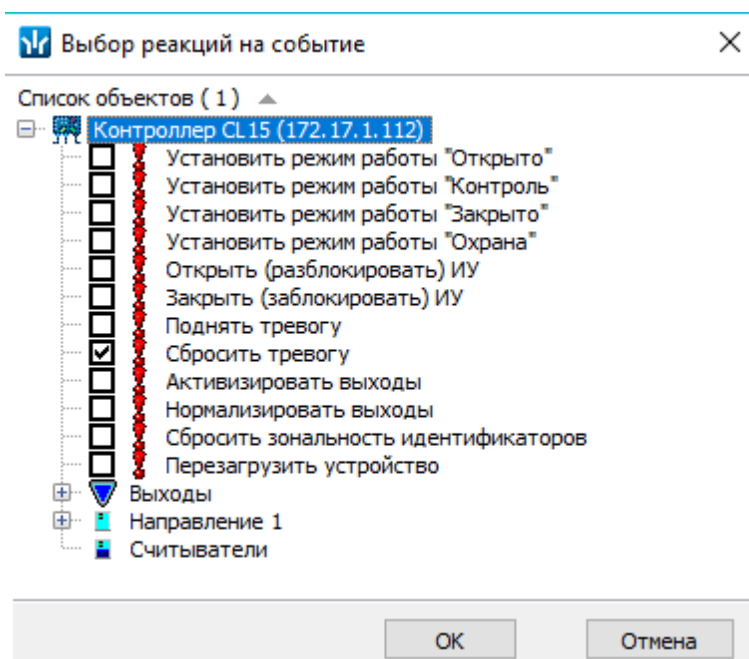 Выбор реакций на событие
Список объектов ( 1 )
Контроллер CL15 (172.17.1.112)
Установить режим работы "Открыто"
Установить режим работы "Контроль"
Установить режим работы "Закрыто"
Установить режим работы "Охрана"
Открыть (разблокировать) ИУ
Закрыть (заблокировать) ИУ
Поднять тревогу
Сбросить тревогу
Активизировать выходы
Нормализировать выходы
Сбросить зональность идентификаторов
Перезагрузить устройство
Выходы
Направление 1
Считыватели
ОК
Отмена